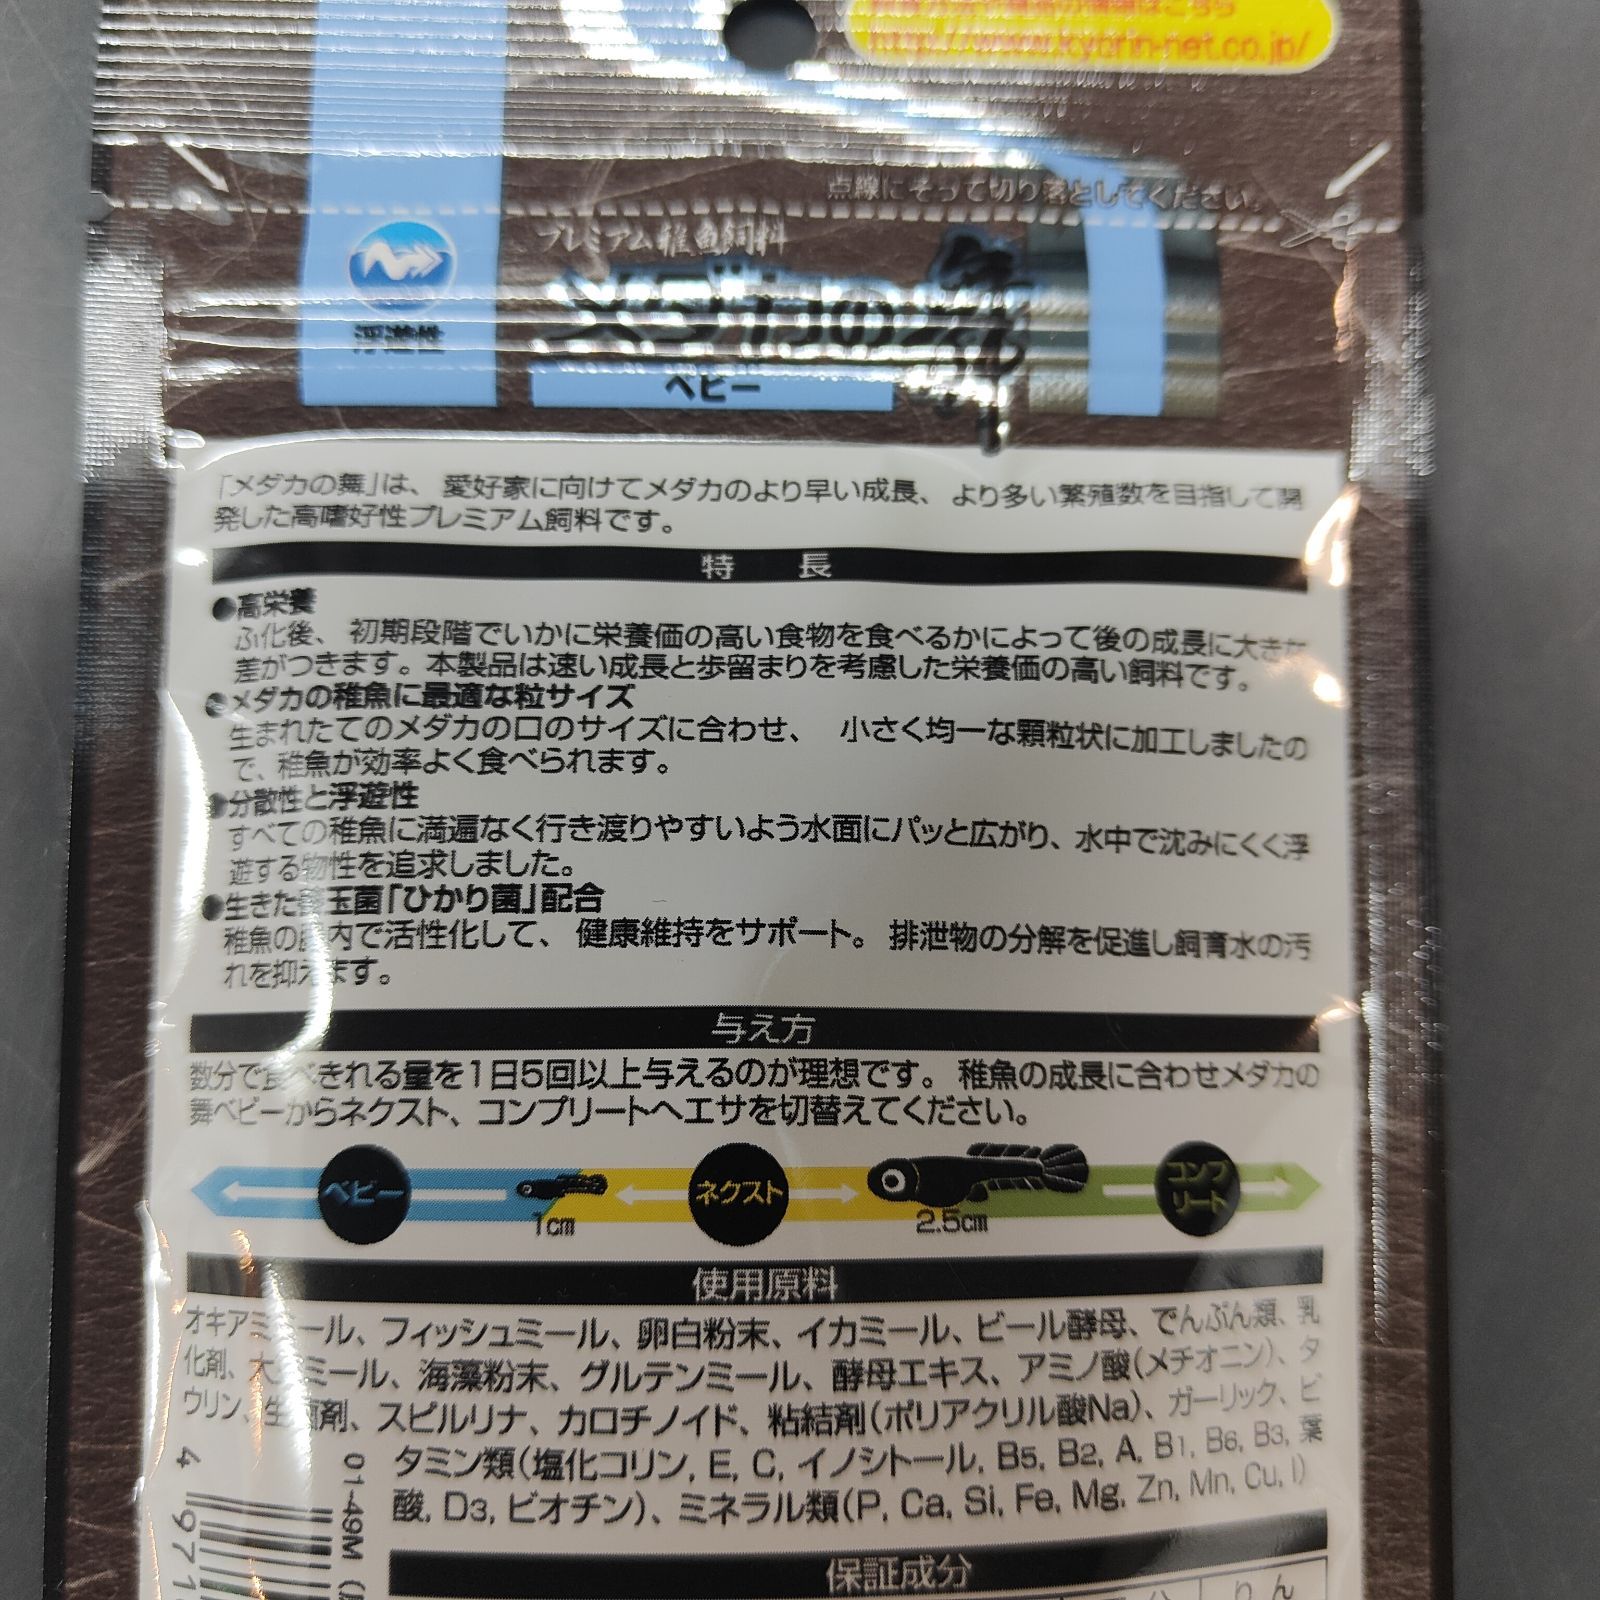 http://www.kyorin-net.co.jp/
点線にそって切り落としてください。
プレミアム稚魚飼料
浮遊性
メダカの舞
ベビー
「メダカの舞」は、愛好家に向けてメダカのより早い成長、より多い繁殖数を目指して開
発した高嗜好性プレミアム飼料です。
特 長
●高栄養
ふ化後、初期段階でいかに栄養価の高い食物を食べるかによって後の成長に大きな
差がつきます。本製品は速い成長と歩留まりを考慮した栄養価の高い飼料です。
●メダカの稚魚に最適な粒サイズ
生まれたてのメダカの口のサイズに合わせ、 小さく均一な顆粒状に加工しましたの
で、稚魚が効率よく食べられます。
●分散性と浮遊性
すべての稚魚に満遍なく行き渡りやすいよう水面にパッと広がり、水中で沈みにくく浮
遊する物性を追求しました。
●生きた酵玉菌「ひかり菌」配合
稚魚の腸内で活性化して、健康維持をサポート。排泄物の分解を促進し飼育水の汚
れを抑えます。
与え方
数分で食べきれる量を1日5回以上与えるのが理想です。稚魚の成長に合わせメダカの
舞ベビーからネクスト、コンプリートへエサを切替えてください。
ベビー 1cm ネクスト 2.5cm コンプリート
使用原料
オキアミミール、フィッシュミール、卵白粉末、イカミール、ビール酵母、でんぷん類、乳
化剤、大豆ミール、海藻粉末、グルテンミール、酵母エキス、アミノ酸(メチオニン)、タ
ウリン、生菌剤、スピルリナ、カロチノイド、粘結剤(ポリアクリル酸Na)、ガーリック、ビ
タミン類(塩化コリン, E, C, イノシトール, B5, B2, A, B1, B6, B3, 葉
酸, D3, ビオチン)、ミネラル類(P, Ca, Si, Fe, Mg, Zn, Mn, Cu, I)
01-49M
4 971
保証成分
りん